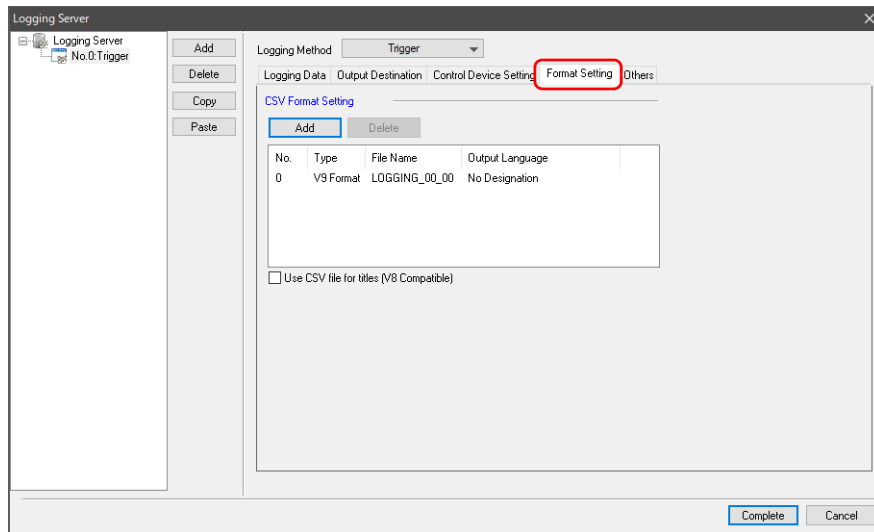 Logging Server
Logging Server
No.0:Trigger
Add
Delete
Copy
Paste
Logging Method Trigger
Logging Data Output Destination Control Device Setting Format Setting Others
CSV Format Setting
Add Delete
No. Type File Name Output Language
0 V9 Format LOGGING_00_00 No Designation
Use CSV file for titles (V8 Compatible)
Complete Cancel